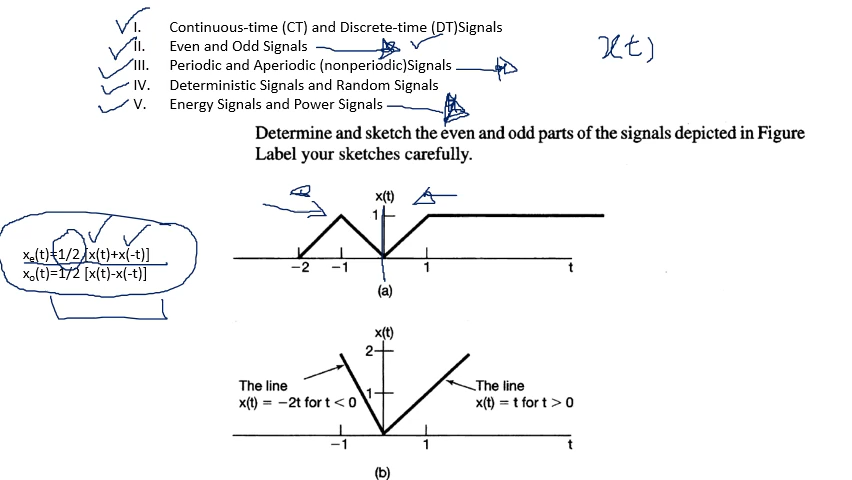 I. Continuous-time (CT) and Discrete-time (DT)Signals
II. Even and Odd Signals
III. Periodic and Aperiodic (nonperiodic)Signals
IV. Deterministic Signals and Random Signals
V. Energy Signals and Power Signals
x(t)
Determine and sketch the even and odd parts of the signals depicted in Figure
Label your sketches carefully.
x(t)
1
xₑ(t)=1/2 [x(t)+x(-t)]
xₒ(t)=1/2 [x(t)-x(-t)]
−2 −1 1 t
(a)
x(t)
2
The line
x(t) = −2t for t < 0
1
The line
x(t) = t for t > 0
−1 1 t
(b)